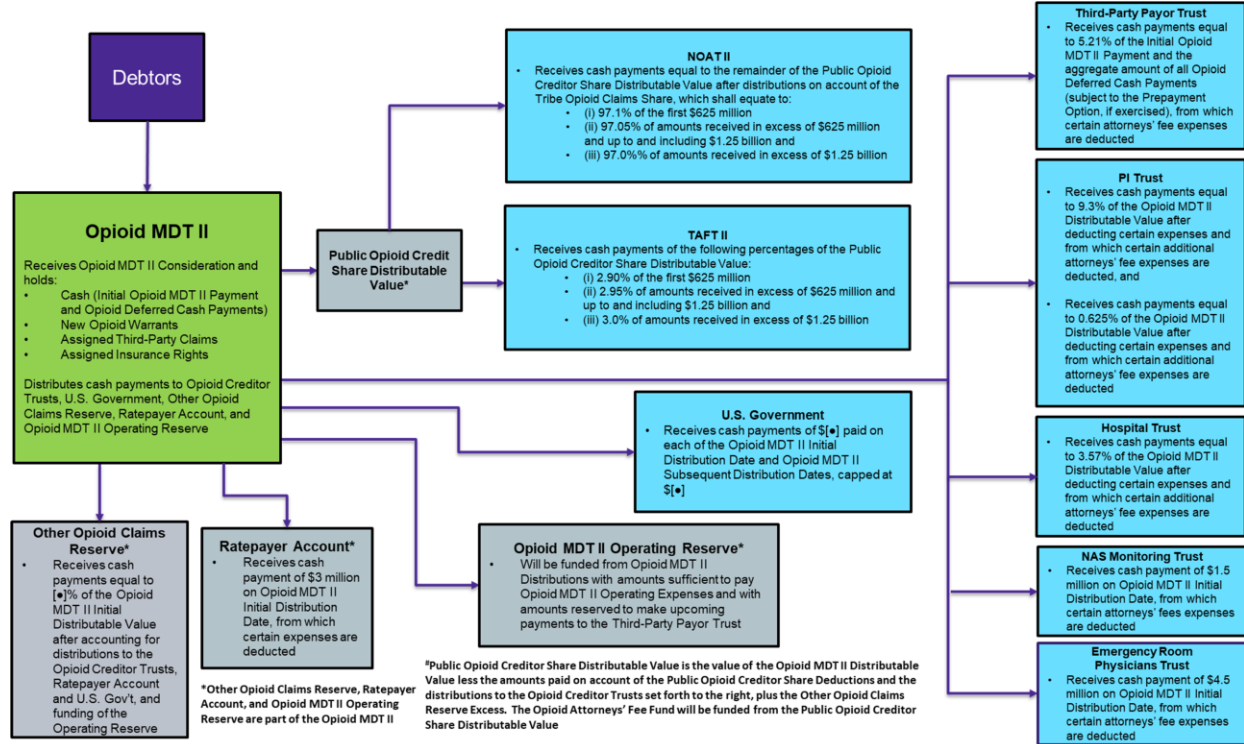 Debtors
Opioid MDT II
Receives Opioid MDT II Consideration and
holds:
• Cash (Initial Opioid MDT II Payment
and Opioid Deferred Cash Payments)
• New Opioid Warrants
• Assigned Third-Party Claims
• Assigned Insurance Rights
Distributes cash payments to Opioid Creditor
Trusts, U.S. Government, Other Opioid
Claims Reserve, Ratepayer Account, and
Opioid MDT II Operating Reserve
Public Opioid Credit
Share Distributable
Value*
NOAT II
• Receives cash payments equal to the remainder of the Public Opioid
Creditor Share Distributable Value after distributions on account of the
Tribe Opioid Claims Share, which shall equate to:
• (i) 97.1% of the first $625 million
• (ii) 97.05% of amounts received in excess of $625 million
and up to and including $1.25 billion and
• (iii) 97.0%% of amounts received in excess of $1.25 billion
TAFT II
• Receives cash payments of the following percentages of the Public
Opioid Creditor Share Distributable Value:
• (i) 2.90% of the first $625 million
• (ii) 2.95% of amounts received in excess of $625 million and
up to and including $1.25 billion and
• (iii) 3.0% of amounts received in excess of $1.25 billion
U.S. Government
• Receives cash payments of $[●] paid on
each of the Opioid MDT II Initial
Distribution Date and Opioid MDT II
Subsequent Distribution Dates, capped at
$[●]
Other Opioid Claims
Reserve*
• Receives cash
payments equal to
[●]% of the Opioid
MDT II Initial
Distributable Value
after accounting for
distributions to the
Opioid Creditor Trusts,
Ratepayer Account
and U.S. Gov't, and
funding of the
Operating Reserve
Ratepayer Account*
• Receives cash
payment of $3 million
on Opioid MDT II
Initial Distribution
Date, from which
certain expenses are
deducted
Opioid MDT II Operating Reserve*
• Will be funded from Opioid MDT II
Distributions with amounts sufficient to pay
Opioid MDT II Operating Expenses and with
amounts reserved to make upcoming
payments to the Third-Party Payor Trust
*Other Opioid Claims Reserve, Ratepayer
Account, and Opioid MDT II Operating
Reserve are part of the Opioid MDT II
#Public Opioid Creditor Share Distributable Value is the value of the Opioid MDT II Distributable
Value less the amounts paid on account of the Public Opioid Creditor Share Deductions and the
distributions to the Opioid Creditor Trusts set forth to the right, plus the Other Opioid Claims
Reserve Excess. The Opioid Attorneys' Fee Fund will be funded from the Public Opioid Creditor
Share Distributable Value
Third-Party Payor Trust
• Receives cash payments equal
to 5.21% of the Initial Opioid
MDT II Payment and the
aggregate amount of all Opioid
Deferred Cash Payments
(subject to the Prepayment
Option, if exercised), from which
certain attorneys' fee expenses
are deducted
PI Trust
• Receives cash payments equal
to 9.3% of the Opioid MDT II
Distributable Value after
deducting certain expenses and
from which certain additional
attorneys' fee expenses are
deducted, and
• Receives cash payments equal
to 0.625% of the Opioid MDT II
Distributable Value after
deducting certain expenses and
from which certain additional
attorneys' fee expenses are
deducted
Hospital Trust
• Receives cash payments equal
to 3.57% of the Opioid MDT II
Distributable Value after
deducting certain expenses and
from which certain additional
attorneys' fee expenses are
deducted
NAS Monitoring Trust
• Receives cash payment of $1.5
million on Opioid MDT II Initial
Distribution Date, from which
certain attorneys' fees expenses
are deducted
Emergency Room
Physicians Trust
• Receives cash payment of $4.5
million on Opioid MDT II Initial
Distribution Date, from which
certain attorneys' fee expenses
are deducted